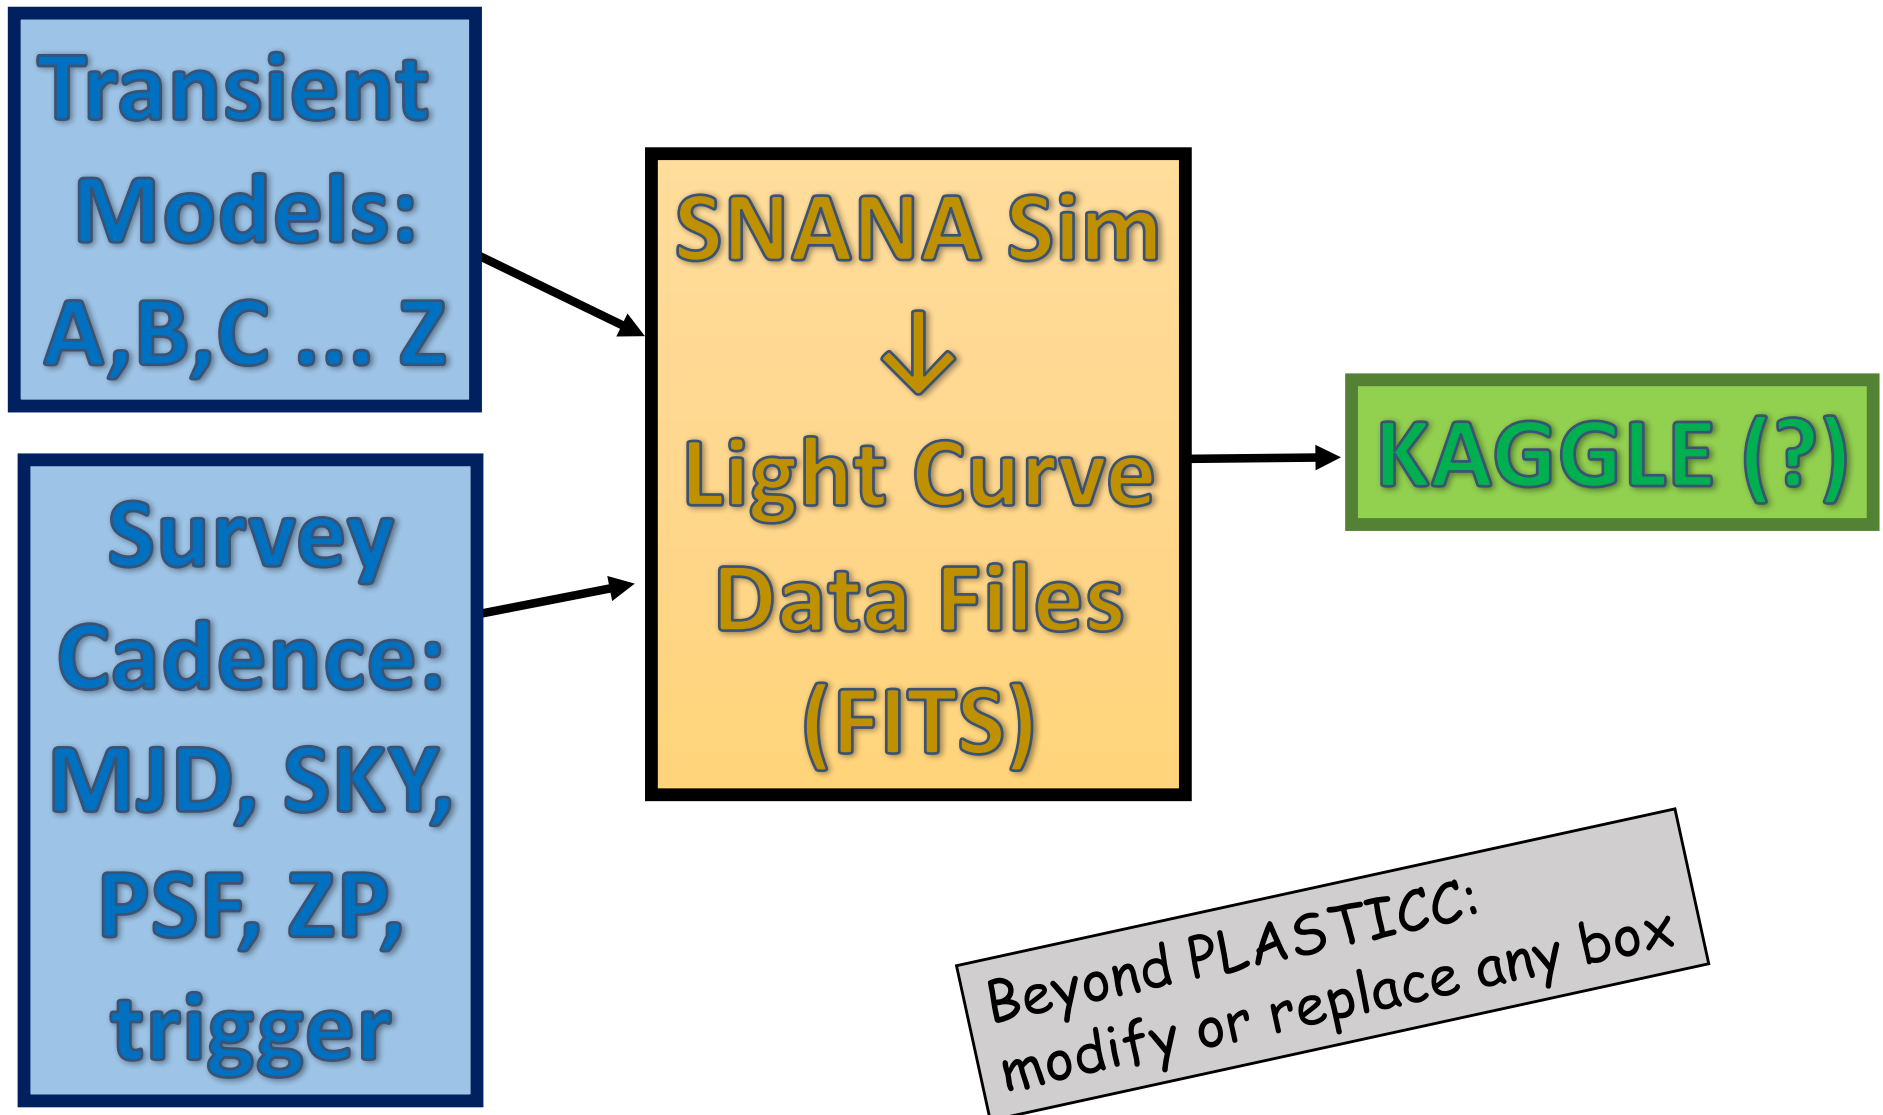 Transient
Models:
A,B,C ... Z
Survey
Cadence:
MJD, SKY,
PSF, ZP,
trigger
SNANA Sim
↓
Light Curve
Data Files
(FITS)
KAGGLE (?)
Beyond PLASTICC:
modify or replace any box